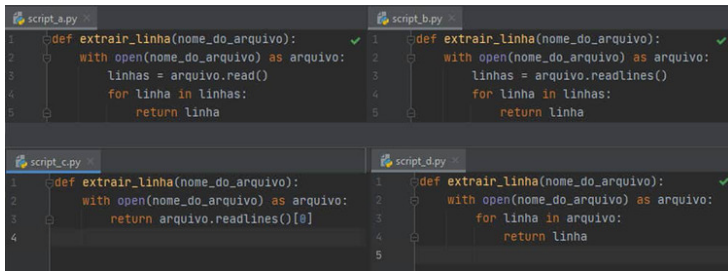 script_a.py
1 def extrair_linha(nome_do_arquivo):
2 with open(nome_do_arquivo) as arquivo:
3 linhas = arquivo.read()
4 for linha in linhas:
5 return linha
script_b.py
1 def extrair_linha(nome_do_arquivo):
2 with open(nome_do_arquivo) as arquivo:
3 linhas = arquivo.readlines()
4 for linha in linhas:
5 return linha
script_c.py
1 def extrair_linha(nome_do_arquivo):
2 with open(nome_do_arquivo) as arquivo:
3 return arquivo.readlines()[0]
4
script_d.py
1 def extrair_linha(nome_do_arquivo):
2 with open(nome_do_arquivo) as arquivo:
3 for linha in arquivo:
4 return linha
5